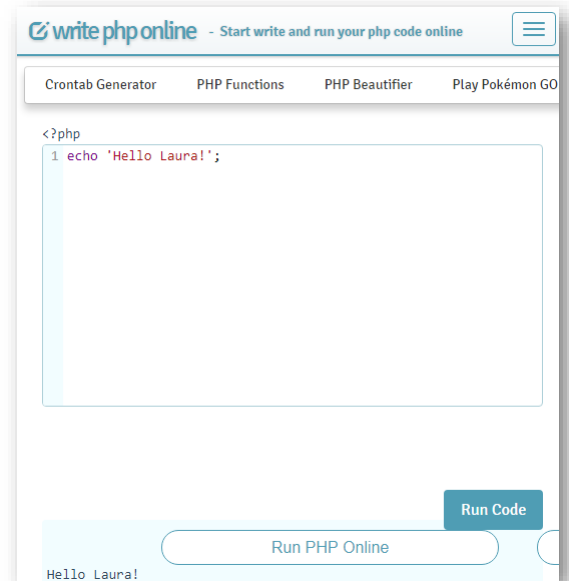 write php online - Start write and run your php code online
Crontab Generator PHP Functions PHP Beautifier Play Pokémon GO
<?php
1 echo 'Hello Laura!';
Run Code
Run PHP Online
Hello Laura!